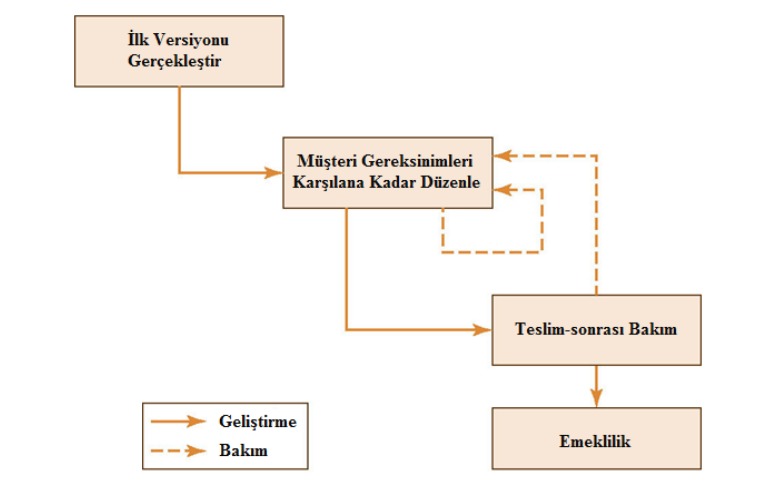 İlk Versiyonu
Gerçekleştir
Müşteri Gereksinimleri
Karşılana Kadar Düzenle
Teslim-sonrası Bakım
Emeklilik
Geliştirme
Bakım